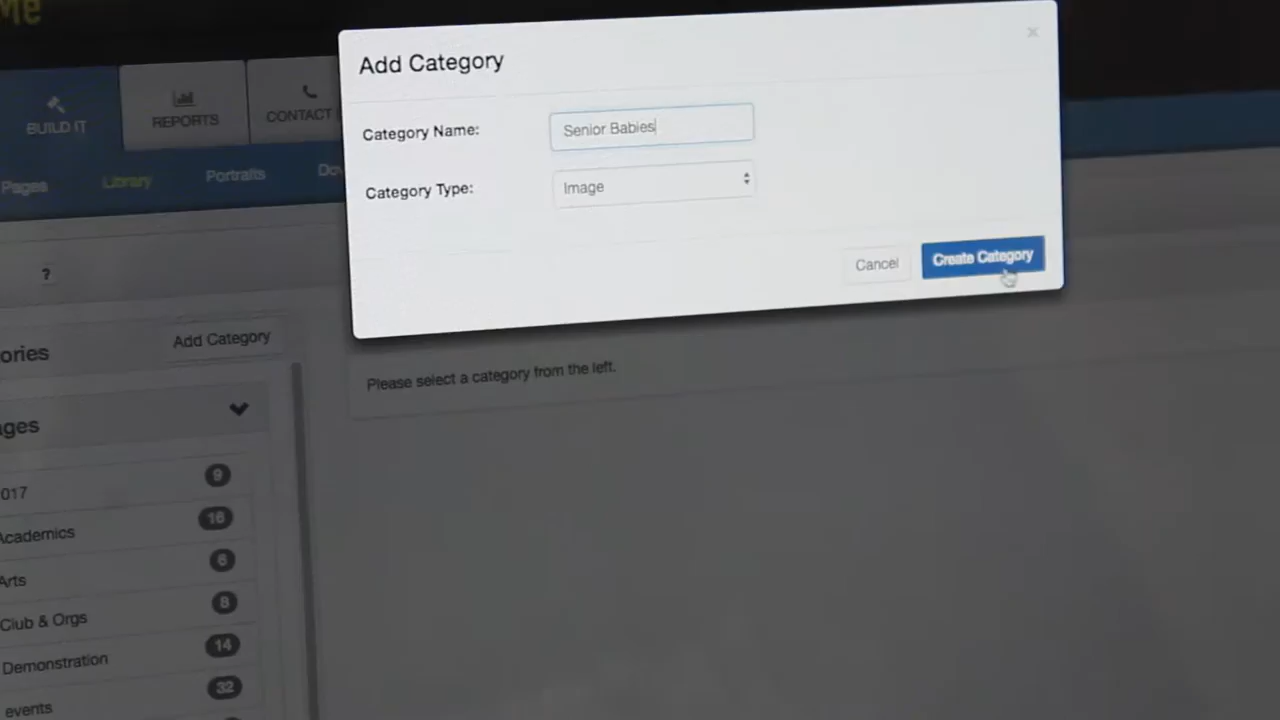 Me
Add Category
×
BUILD IT
REPORTS
CONTACT
Category Name:
Senior Babies
Pages
Library
Portraits
Category Type:
Image
Cancel
Create Category
?
ories
Add Category
Please select a category from the left.
ages
017
9
Academics
16
Arts
6
Club & Orgs
8
Demonstration
14
events
32